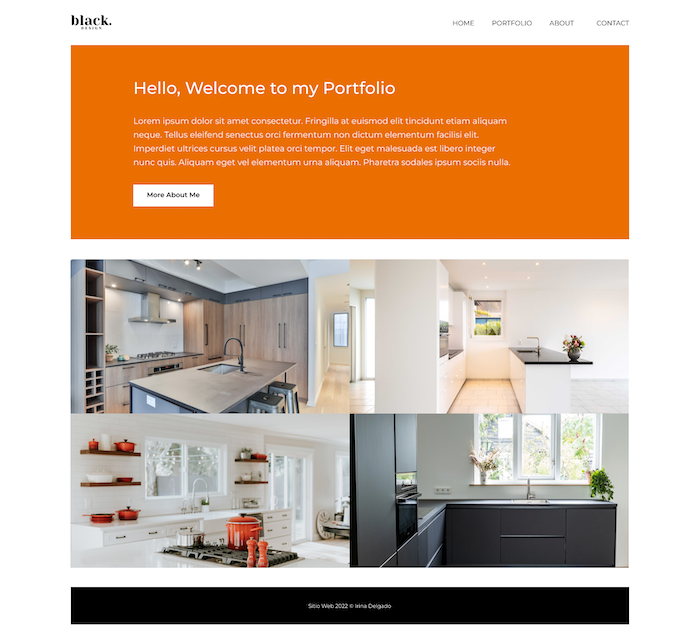 black.
DESIGN
HOME PORTFOLIO ABOUT CONTACT
Hello, Welcome to my Portfolio
Lorem ipsum dolor sit amet consectetur. Fringilla at euismod elit tincidunt etiam aliquam
neque. Tellus eleifend senectus orci fermentum non dictum elementum facilisi elit.
Imperdiet ultrices cursus velit platea orci tempor. Elit eget malesuada est libero integer
nunc quis. Aliquam eget vel elementum urna aliquam. Pharetra sodales ipsum sociis nulla.
More About Me
Sitio Web 2022 © Irina Delgado